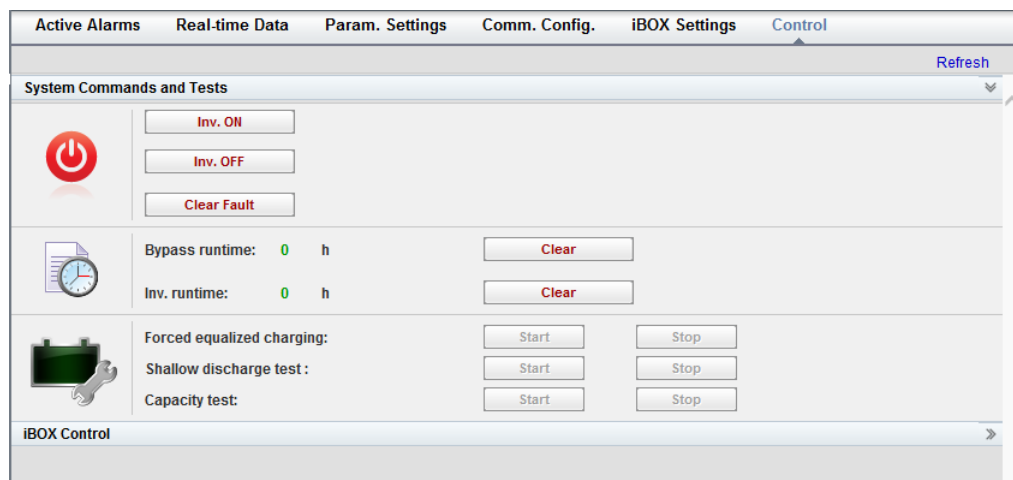 Active Alarms Real-time Data Param. Settings Comm. Config. iBOX Settings Control
Refresh
System Commands and Tests
Inv. ON
Inv. OFF
Clear Fault
Bypass runtime: 0 h Clear
Inv. runtime: 0 h Clear
Forced equalized charging: Start Stop
Shallow discharge test : Start Stop
Capacity test: Start Stop
iBOX Control